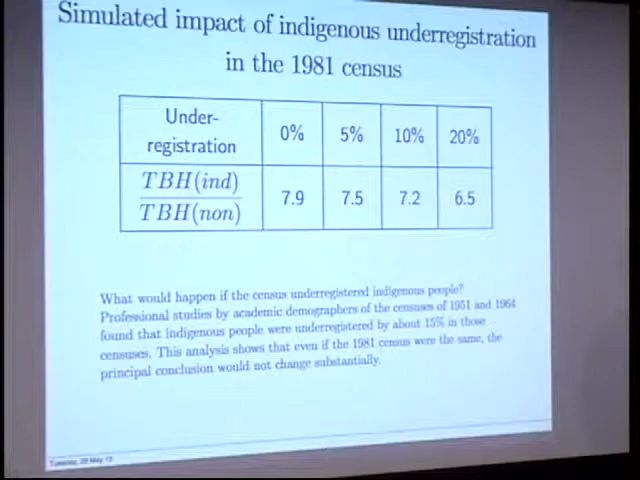 Simulated impact of indigenous underregistration
in the 1981 census
Under-
registration
0% 5% 10% 20%
TBH(ind)
TBH(non)
7.9 7.5 7.2 6.5
What would happen if the census underregistered indigenous people?
Professional studies by academic demographers of the censuses of 1951 and 1964
found that indigenous people were underregistered by about 15% in those
censuses. This analysis shows that even if the 1981 census were the same, the
principal conclusion would not change substantially.
Tuesday, 28 May 13